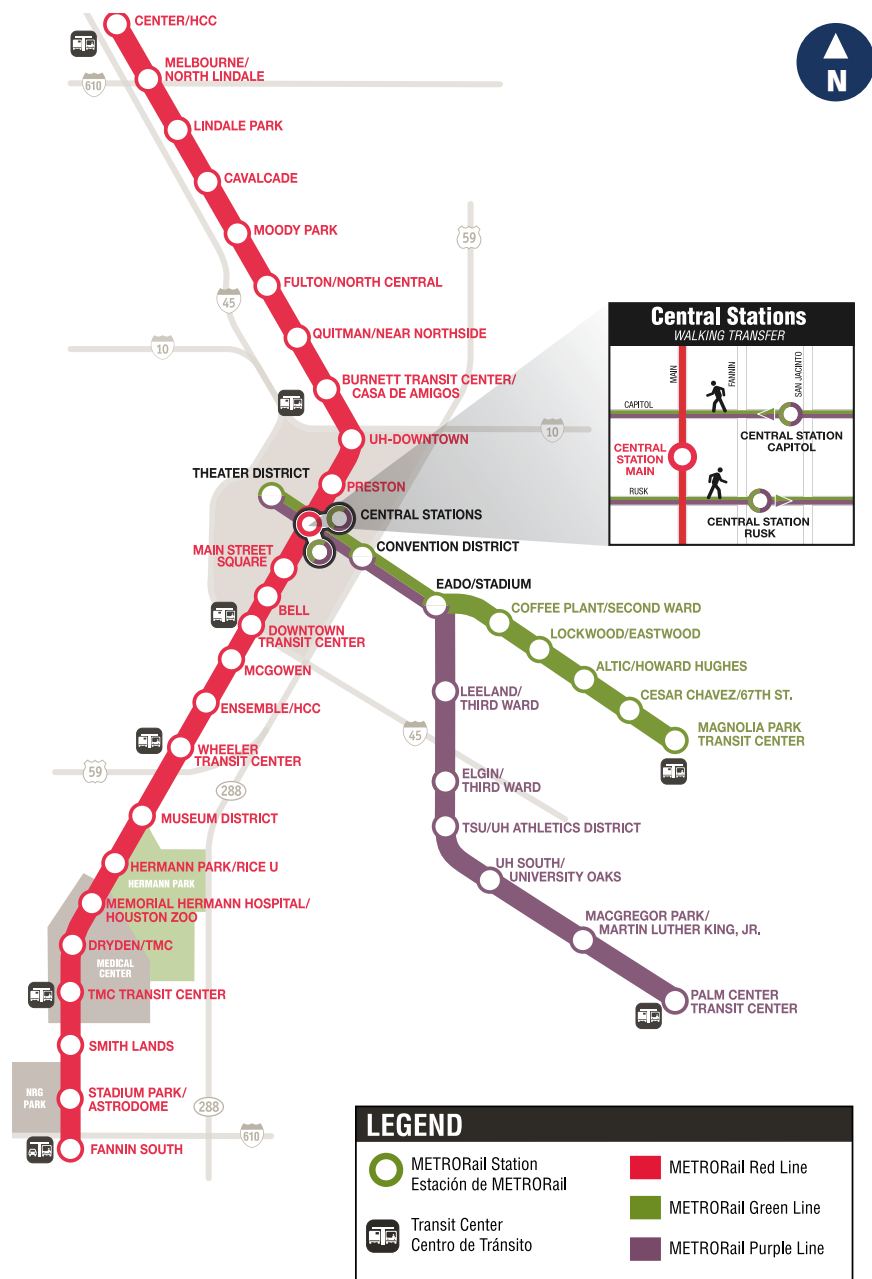 CENTER/HCC
MELBOURNE/
NORTH LINDALE
610
N
LINDALE PARK
CAVALCADE
MOODY PARK
59
FULTON/NORTH CENTRAL
45
QUITMAN/NEAR NORTHSIDE
10
BURNETT TRANSIT CENTER/
CASA DE AMIGOS
UH-DOWNTOWN
10
Central Stations
WALKING TRANSFER
MAIN
FANNIN
SAN JACINTO
CAPITOL
CENTRAL STATION
CAPITOL
CENTRAL
STATION
MAIN
RUSK
CENTRAL STATION
RUSK
THEATER DISTRICT
PRESTON
CENTRAL STATIONS
CONVENTION DISTRICT
MAIN STREET
SQUARE
EADO/STADIUM
BELL
COFFEE PLANT/SECOND WARD
DOWNTOWN
TRANSIT CENTER
LOCKWOOD/EASTWOOD
MCGOWEN
ALTIC/HOWARD HUGHES
LEELAND/
THIRD WARD
CESAR CHAVEZ/67TH ST.
ENSEMBLE/HCC
MAGNOLIA PARK
TRANSIT CENTER
45
WHEELER
TRANSIT CENTER
59
288
ELGIN/
THIRD WARD
MUSEUM DISTRICT
TSU/UH ATHLETICS DISTRICT
HERMANN PARK/RICE U
HERMANN PARK
UH SOUTH/
UNIVERSITY OAKS
MEMORIAL HERMANN HOSPITAL/
HOUSTON ZOO
MACGREGOR PARK/
MARTIN LUTHER KING, JR.
DRYDEN/TMC
MEDICAL
CENTER
TMC TRANSIT CENTER
PALM CENTER
TRANSIT CENTER
SMITH LANDS
NRG
PARK
STADIUM PARK/
ASTRODOME
288
610
FANNIN SOUTH
LEGEND
METRORail Station
Estación de METRORail
Transit Center
Centro de Tránsito
METRORail Red Line
METRORail Green Line
METRORail Purple Line